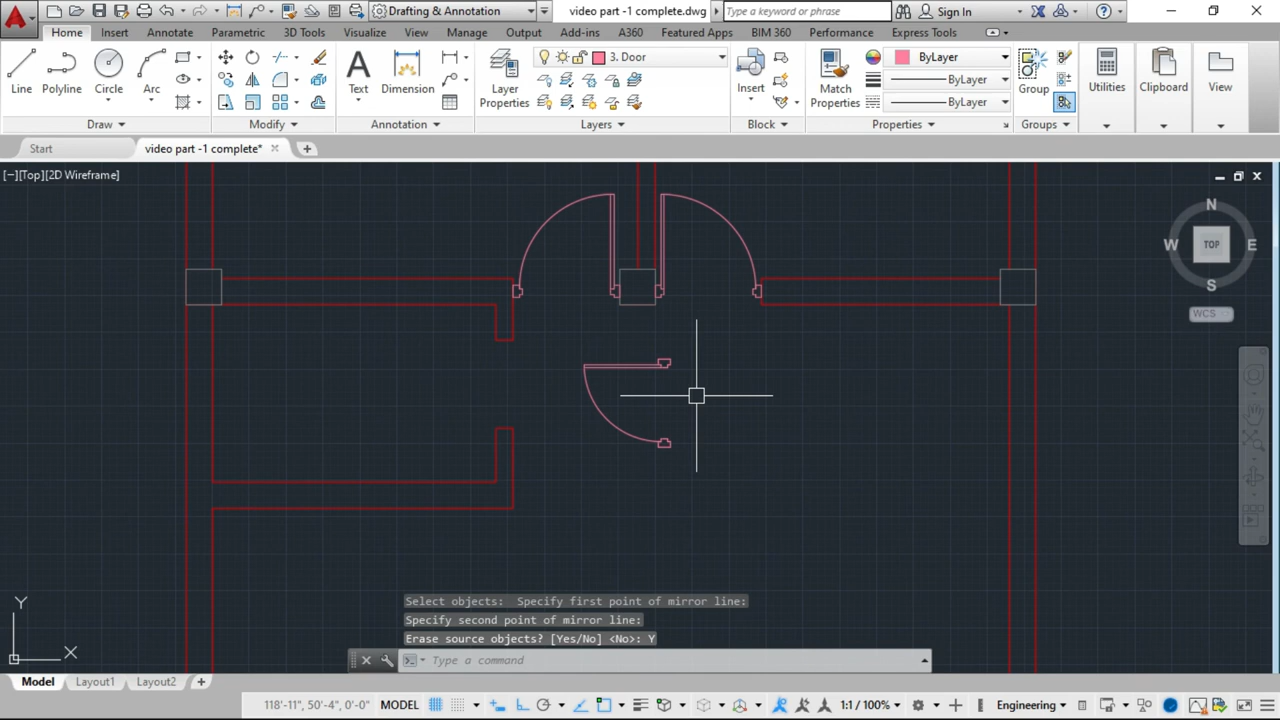 Drafting & Annotation
video part -1 complete.dwg
Type a keyword or phrase
Sign In
Home Insert Annotate Parametric 3D Tools Visualize View Manage Output Add-ins A360 Featured Apps BIM 360 Performance Express Tools
Line Polyline Circle Arc
Text Dimension
Layer Properties
3. Door
Insert
Match Properties
ByLayer
ByLayer
ByLayer
Group
Utilities
Clipboard
View
Draw Modify Annotation Layers Block Properties Groups
Start
video part -1 complete*
[−][Top][2D Wireframe]
N
W TOP E
S
WCS
Select objects: Specify first point of mirror line:
Specify second point of mirror line:
Erase source objects? [Yes/No] <No>: Y
Type a command
Y
X
Model Layout1 Layout2
118'-11", 50'-4", 0'-0" MODEL 1:1 / 100% Engineering